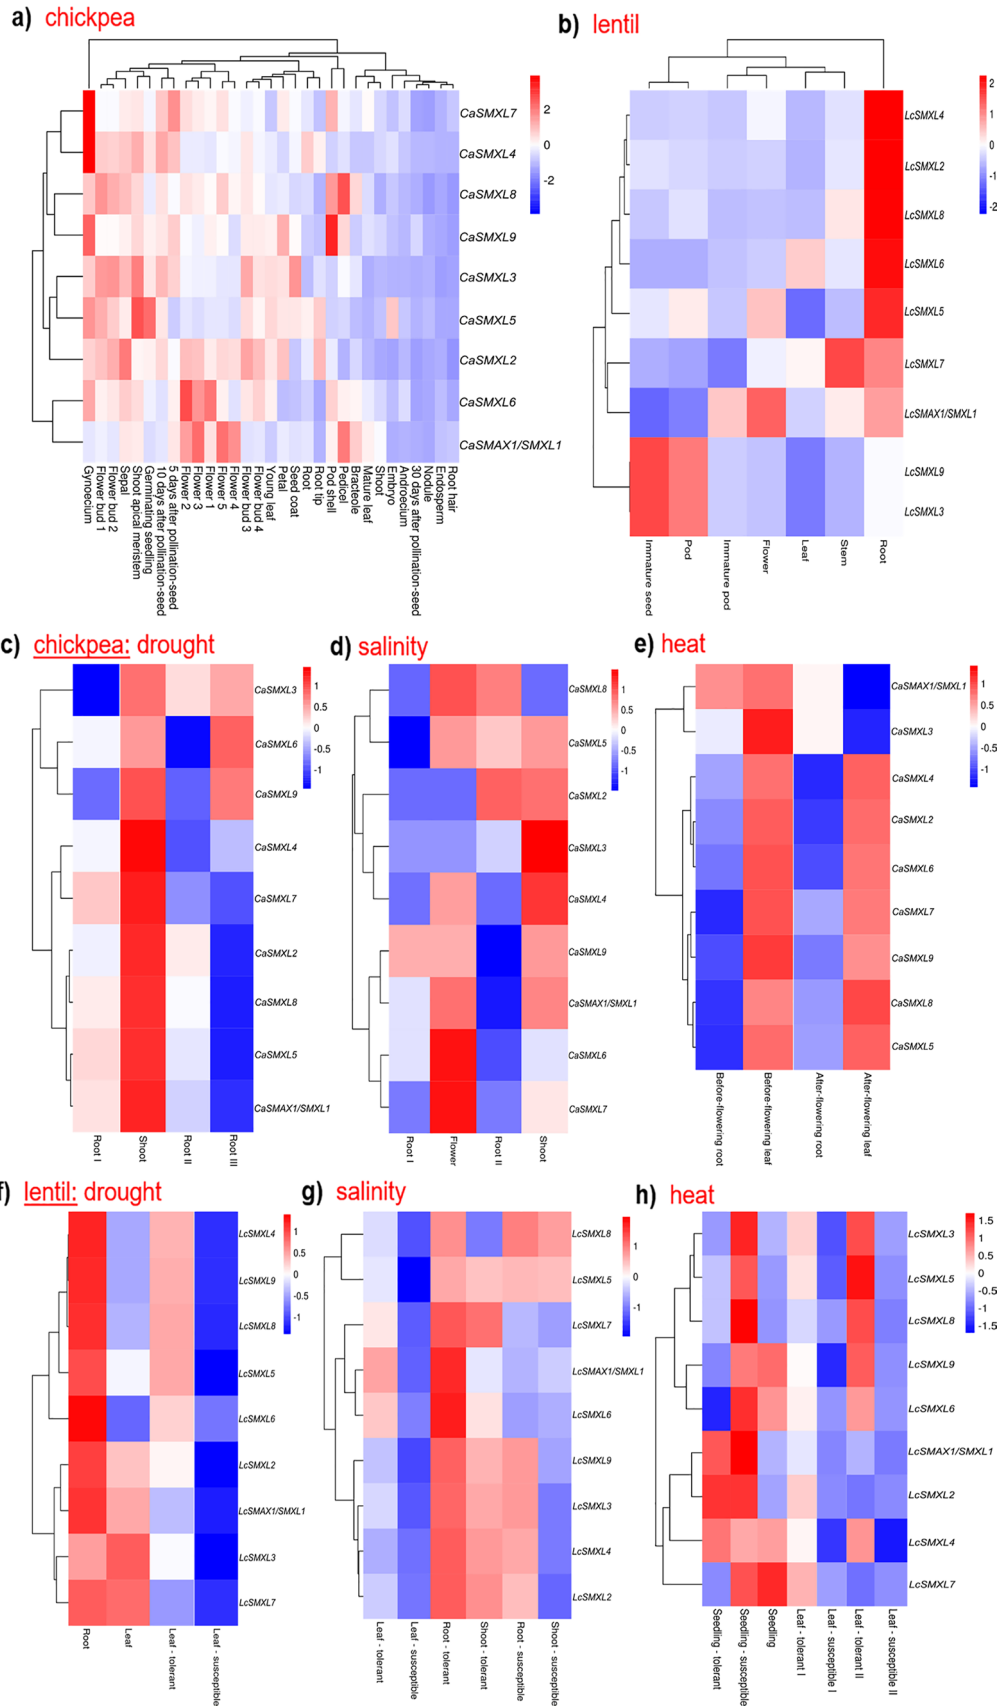 a) chickpea
b) lentil
CaSMXL7
CaSMXL4
CaSMXL8
CaSMXL9
CaSMXL3
CaSMXL5
CaSMXL2
CaSMXL6
CaSMAX1/SMXL1
2
0
-2
Gynoecium
Flower bud 1
Flower bud 2
Sepal
Shoot apical meristem
Germinating seedling
10 days after pollination-seed
5 days after pollination-seed
Flower 2
Flower 3
Flower 1
Flower 5
Flower 4
Flower bud 3
Flower bud 4
Young leaf
Petal
Seed coat
Root
Root tip
Pod shell
Pedicel
Bracteole
Mature leaf
Shoot
Embryo
Androecium
30 days after pollination-seed
Nodule
Endosperm
Root hair
LcSMXL4
LcSMXL2
LcSMXL8
LcSMXL6
LcSMXL5
LcSMXL7
LcSMAX1/SMXL1
LcSMXL9
LcSMXL3
2
1
0
-1
-2
Immature seed
Pod
Immature pod
Flower
Leaf
Stem
Root
c) chickpea: drought
CaSMXL3
CaSMXL6
CaSMXL9
CaSMXL4
CaSMXL7
CaSMXL2
CaSMXL8
CaSMXL5
CaSMAX1/SMXL1
1
0.5
0
-0.5
-1
Root I
Shoot
Root II
Root III
d) salinity
CaSMXL8
CaSMXL5
CaSMXL2
CaSMXL3
CaSMXL4
CaSMXL9
CaSMAX1/SMXL1
CaSMXL6
CaSMXL7
1
0.5
0
-0.5
-1
Root I
Flower
Root II
Shoot
e) heat
CaSMAX1/SMXL1
CaSMXL3
CaSMXL4
CaSMXL2
CaSMXL6
CaSMXL7
CaSMXL9
CaSMXL8
CaSMXL5
1
0.5
0
-0.5
-1
Before-flowering root
Before-flowering leaf
After-flowering root
After-flowering leaf
f) lentil: drought
LcSMXL4
LcSMXL9
LcSMXL8
LcSMXL5
LcSMXL6
LcSMXL2
LcSMAX1/SMXL1
LcSMXL3
LcSMXL7
1
0.5
0
-0.5
-1
Root
Leaf
Leaf - tolerant
Leaf - susceptible
g) salinity
LcSMXL8
LcSMXL5
LcSMXL7
LcSMAX1/SMXL1
LcSMXL6
LcSMXL9
LcSMXL3
LcSMXL4
LcSMXL2
1
0
-1
Leaf - tolerant
Leaf - susceptible
Root - tolerant
Shoot - tolerant
Root - susceptible
Shoot - susceptible
h) heat
LcSMXL3
LcSMXL5
LcSMXL8
LcSMXL9
LcSMXL6
LcSMAX1/SMXL1
LcSMXL2
LcSMXL4
LcSMXL7
1.5
1
0.5
0
-0.5
-1
-1.5
Seedling - tolerant
Seedling - susceptible
Seedling
Leaf - tolerant I
Leaf - susceptible I
Leaf - tolerant II
Leaf - susceptible II